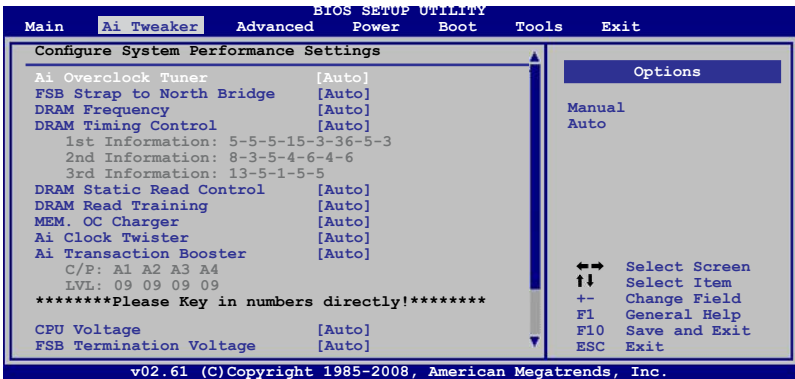 BIOS SETUP UTILITY
Main Ai Tweaker Advanced Power Boot Tools Exit
Configure System Performance Settings
Ai Overclock Tuner [Auto]
FSB Strap to North Bridge [Auto]
DRAM Frequency [Auto]
DRAM Timing Control [Auto]
1st Information: 5-5-5-15-3-36-5-3
2nd Information: 8-3-5-4-6-4-6
3rd Information: 13-5-1-5-5
DRAM Static Read Control [Auto]
DRAM Read Training [Auto]
MEM. OC Charger [Auto]
Ai Clock Twister [Auto]
Ai Transaction Booster [Auto]
C/P: A1 A2 A3 A4
LVL: 09 09 09 09
********Please Key in numbers directly!********
CPU Voltage [Auto]
FSB Termination Voltage [Auto]
Options
Manual
Auto
←→ Select Screen
↑↓ Select Item
+- Change Field
F1 General Help
F10 Save and Exit
ESC Exit
v02.61 (C)Copyright 1985-2008, American Megatrends, Inc.